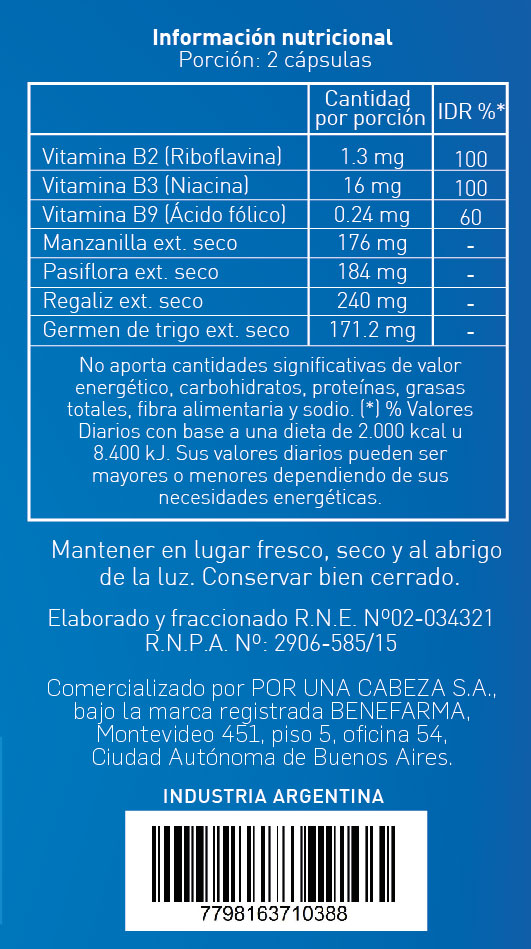 Información nutricional
Porción: 2 cápsulas
Cantidad
por porción IDR %*
Vitamina B2 (Riboflavina) 1.3 mg 100
Vitamina B3 (Niacina) 16 mg 100
Vitamina B9 (Ácido fólico) 0.24 mg 60
Manzanilla ext. seco 176 mg -
Pasiflora ext. seco 184 mg -
Regaliz ext. seco 240 mg -
Germen de trigo ext. seco 171.2 mg -
No aporta cantidades significativas de valor
energético, carbohidratos, proteínas, grasas
totales, fibra alimentaria y sodio. (*) % Valores
Diarios con base a una dieta de 2.000 kcal u
8.400 kJ. Sus valores diarios pueden ser
mayores o menores dependiendo de sus
necesidades energéticas.
Mantener en lugar fresco, seco y al abrigo
de la luz. Conservar bien cerrado.
Elaborado y fraccionado R.N.E. Nº02-034321
R.N.P.A. Nº: 2906-585/15
Comercializado por POR UNA CABEZA S.A.,
bajo la marca registrada BENEFARMA,
Montevideo 451, piso 5, oficina 54,
Ciudad Autónoma de Buenos Aires.
INDUSTRIA ARGENTINA
7798163710388